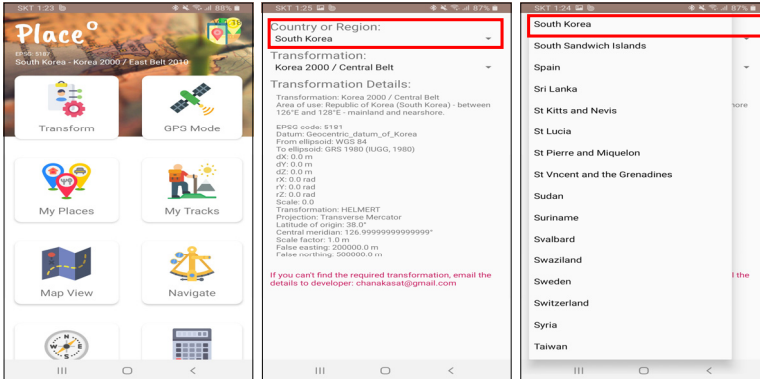 SKT 1:23
88%
Place°
EPSG: 5187
South Korea - Korea 2000 / East Belt 2010
Transform
GPS Mode
My Places
My Tracks
Map View
Navigate
SKT 1:25
87%
Country or Region:
South Korea
Transformation:
Korea 2000 / Central Belt
Transformation Details:
Transformation: Korea 2000 / Central Belt
Area of use: Republic of Korea (South Korea) - between
126°E and 128°E - mainland and nearshore.
EPSG code: 5181
Datum: Geocentric_datum_of_Korea
From ellipsoid: WGS 84
To ellipsoid: GRS 1980 (IUGG, 1980)
dX: 0.0 m
dY: 0.0 m
dZ: 0.0 m
rX: 0.0 rad
rY: 0.0 rad
rZ: 0.0 rad
Scale: 0.0
Transformation: HELMERT
Projection: Transverse Mercator
Latitude of origin: 38.0°
Central meridian: 126.99999999999999°
Scale factor: 1.0 m
False easting: 200000.0 m
False northing: 500000.0 m
If you can't find the required transformation, email the
details to developer: chanakasat@gmail.com
SKT 1:24
87%
South Korea
South Sandwich Islands
Spain
Sri Lanka
St Kitts and Nevis
St Lucia
St Pierre and Miquelon
St Vncent and the Grenadines
Sudan
Suriname
Svalbard
Swaziland
Sweden
Switzerland
Syria
Taiwan